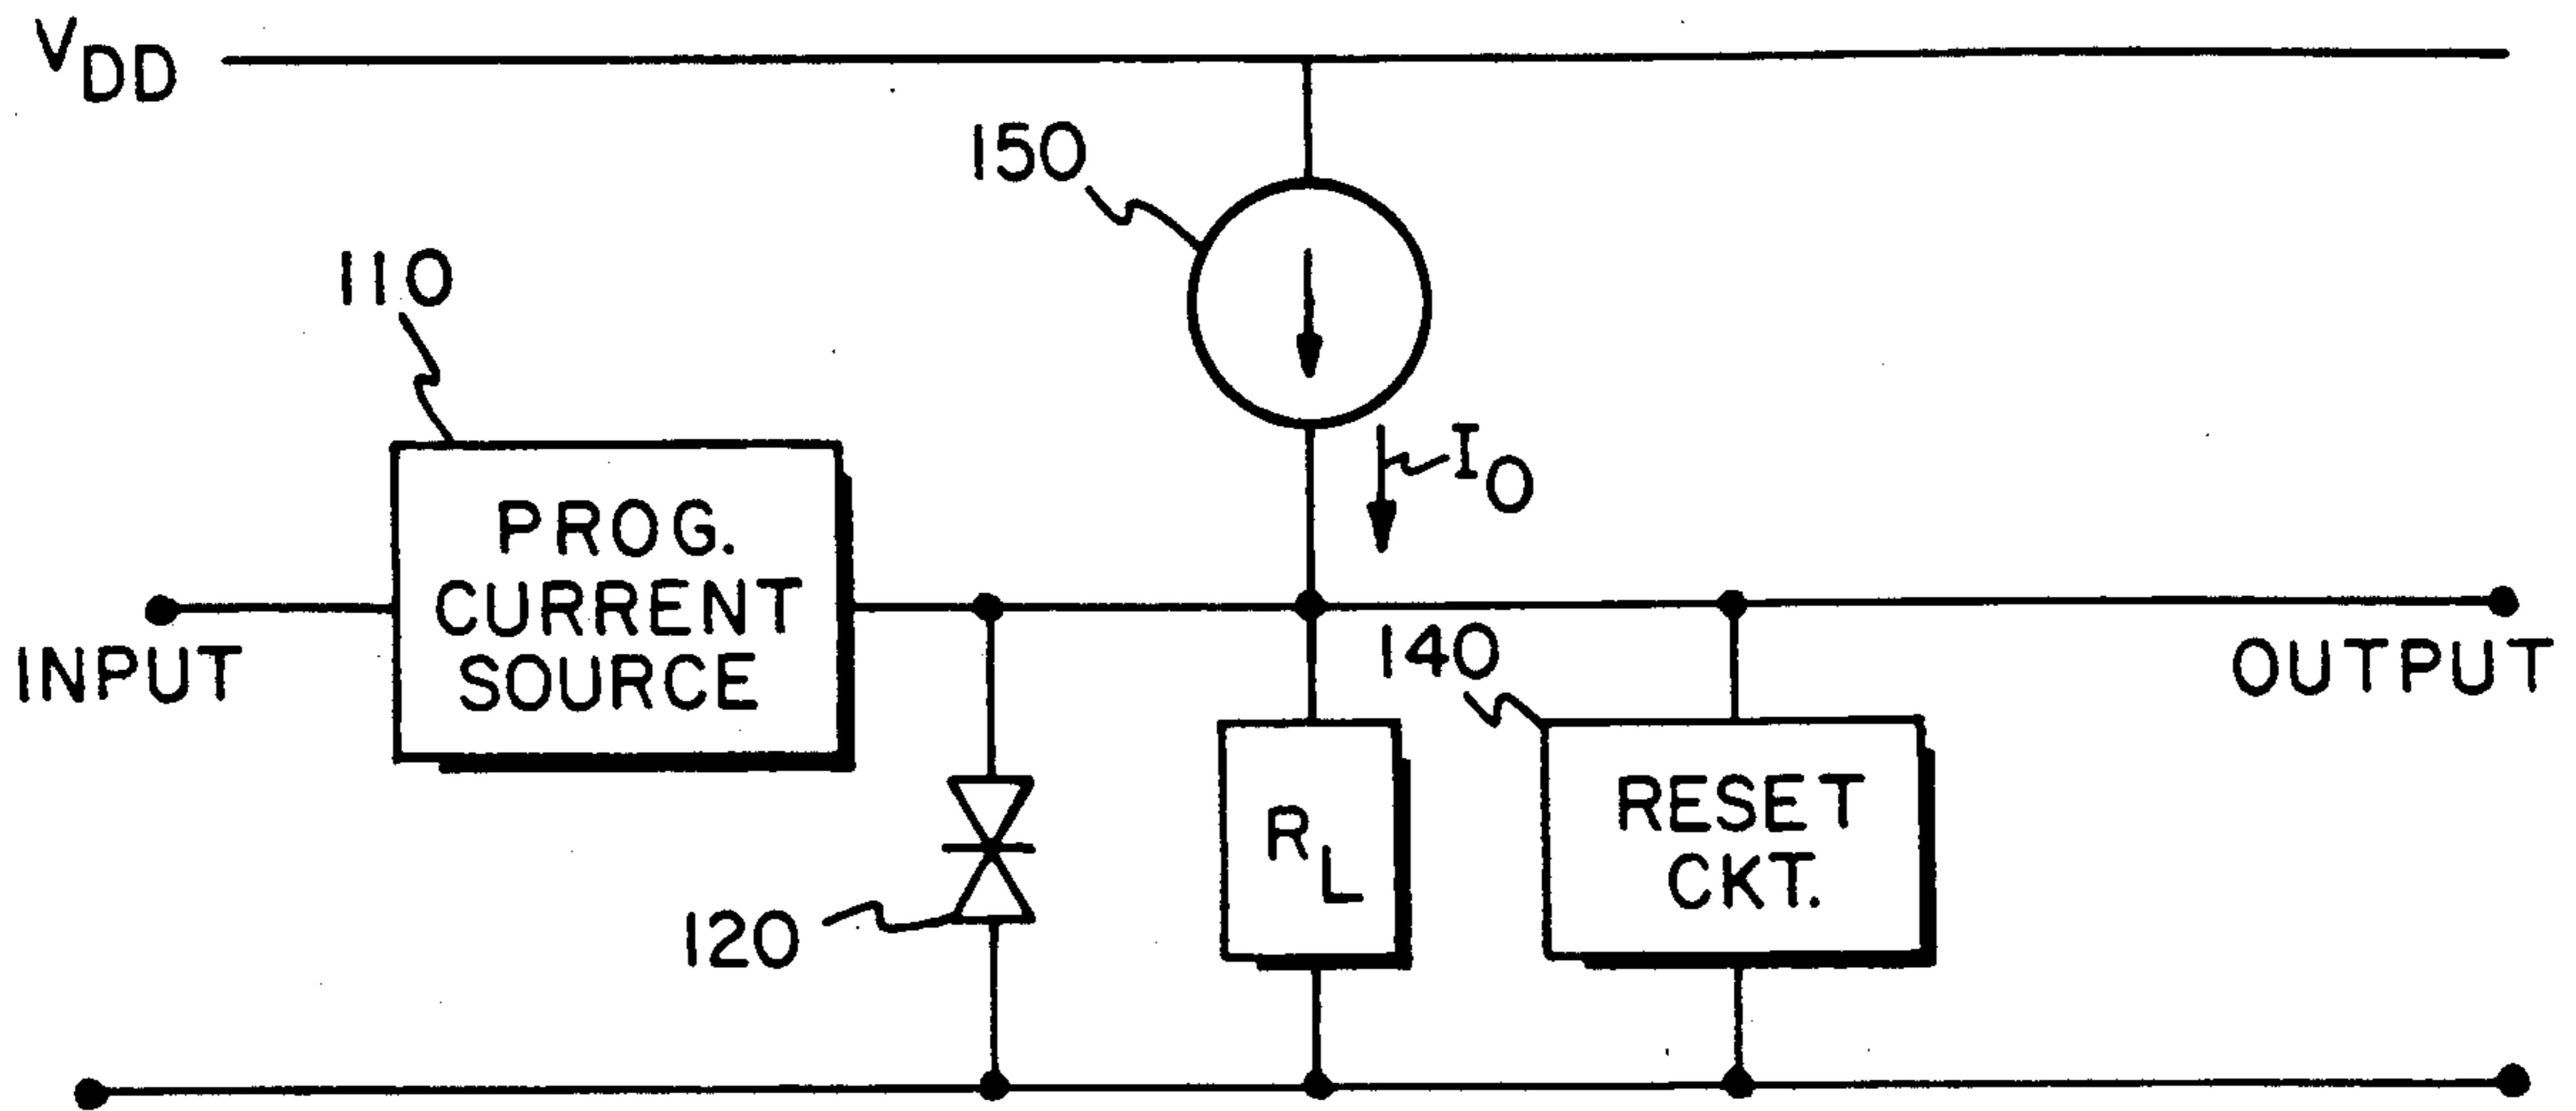 VDD
150
110
IO
PROG.
CURRENT
SOURCE
INPUT
140
OUTPUT
RL
RESET
CKT.
120